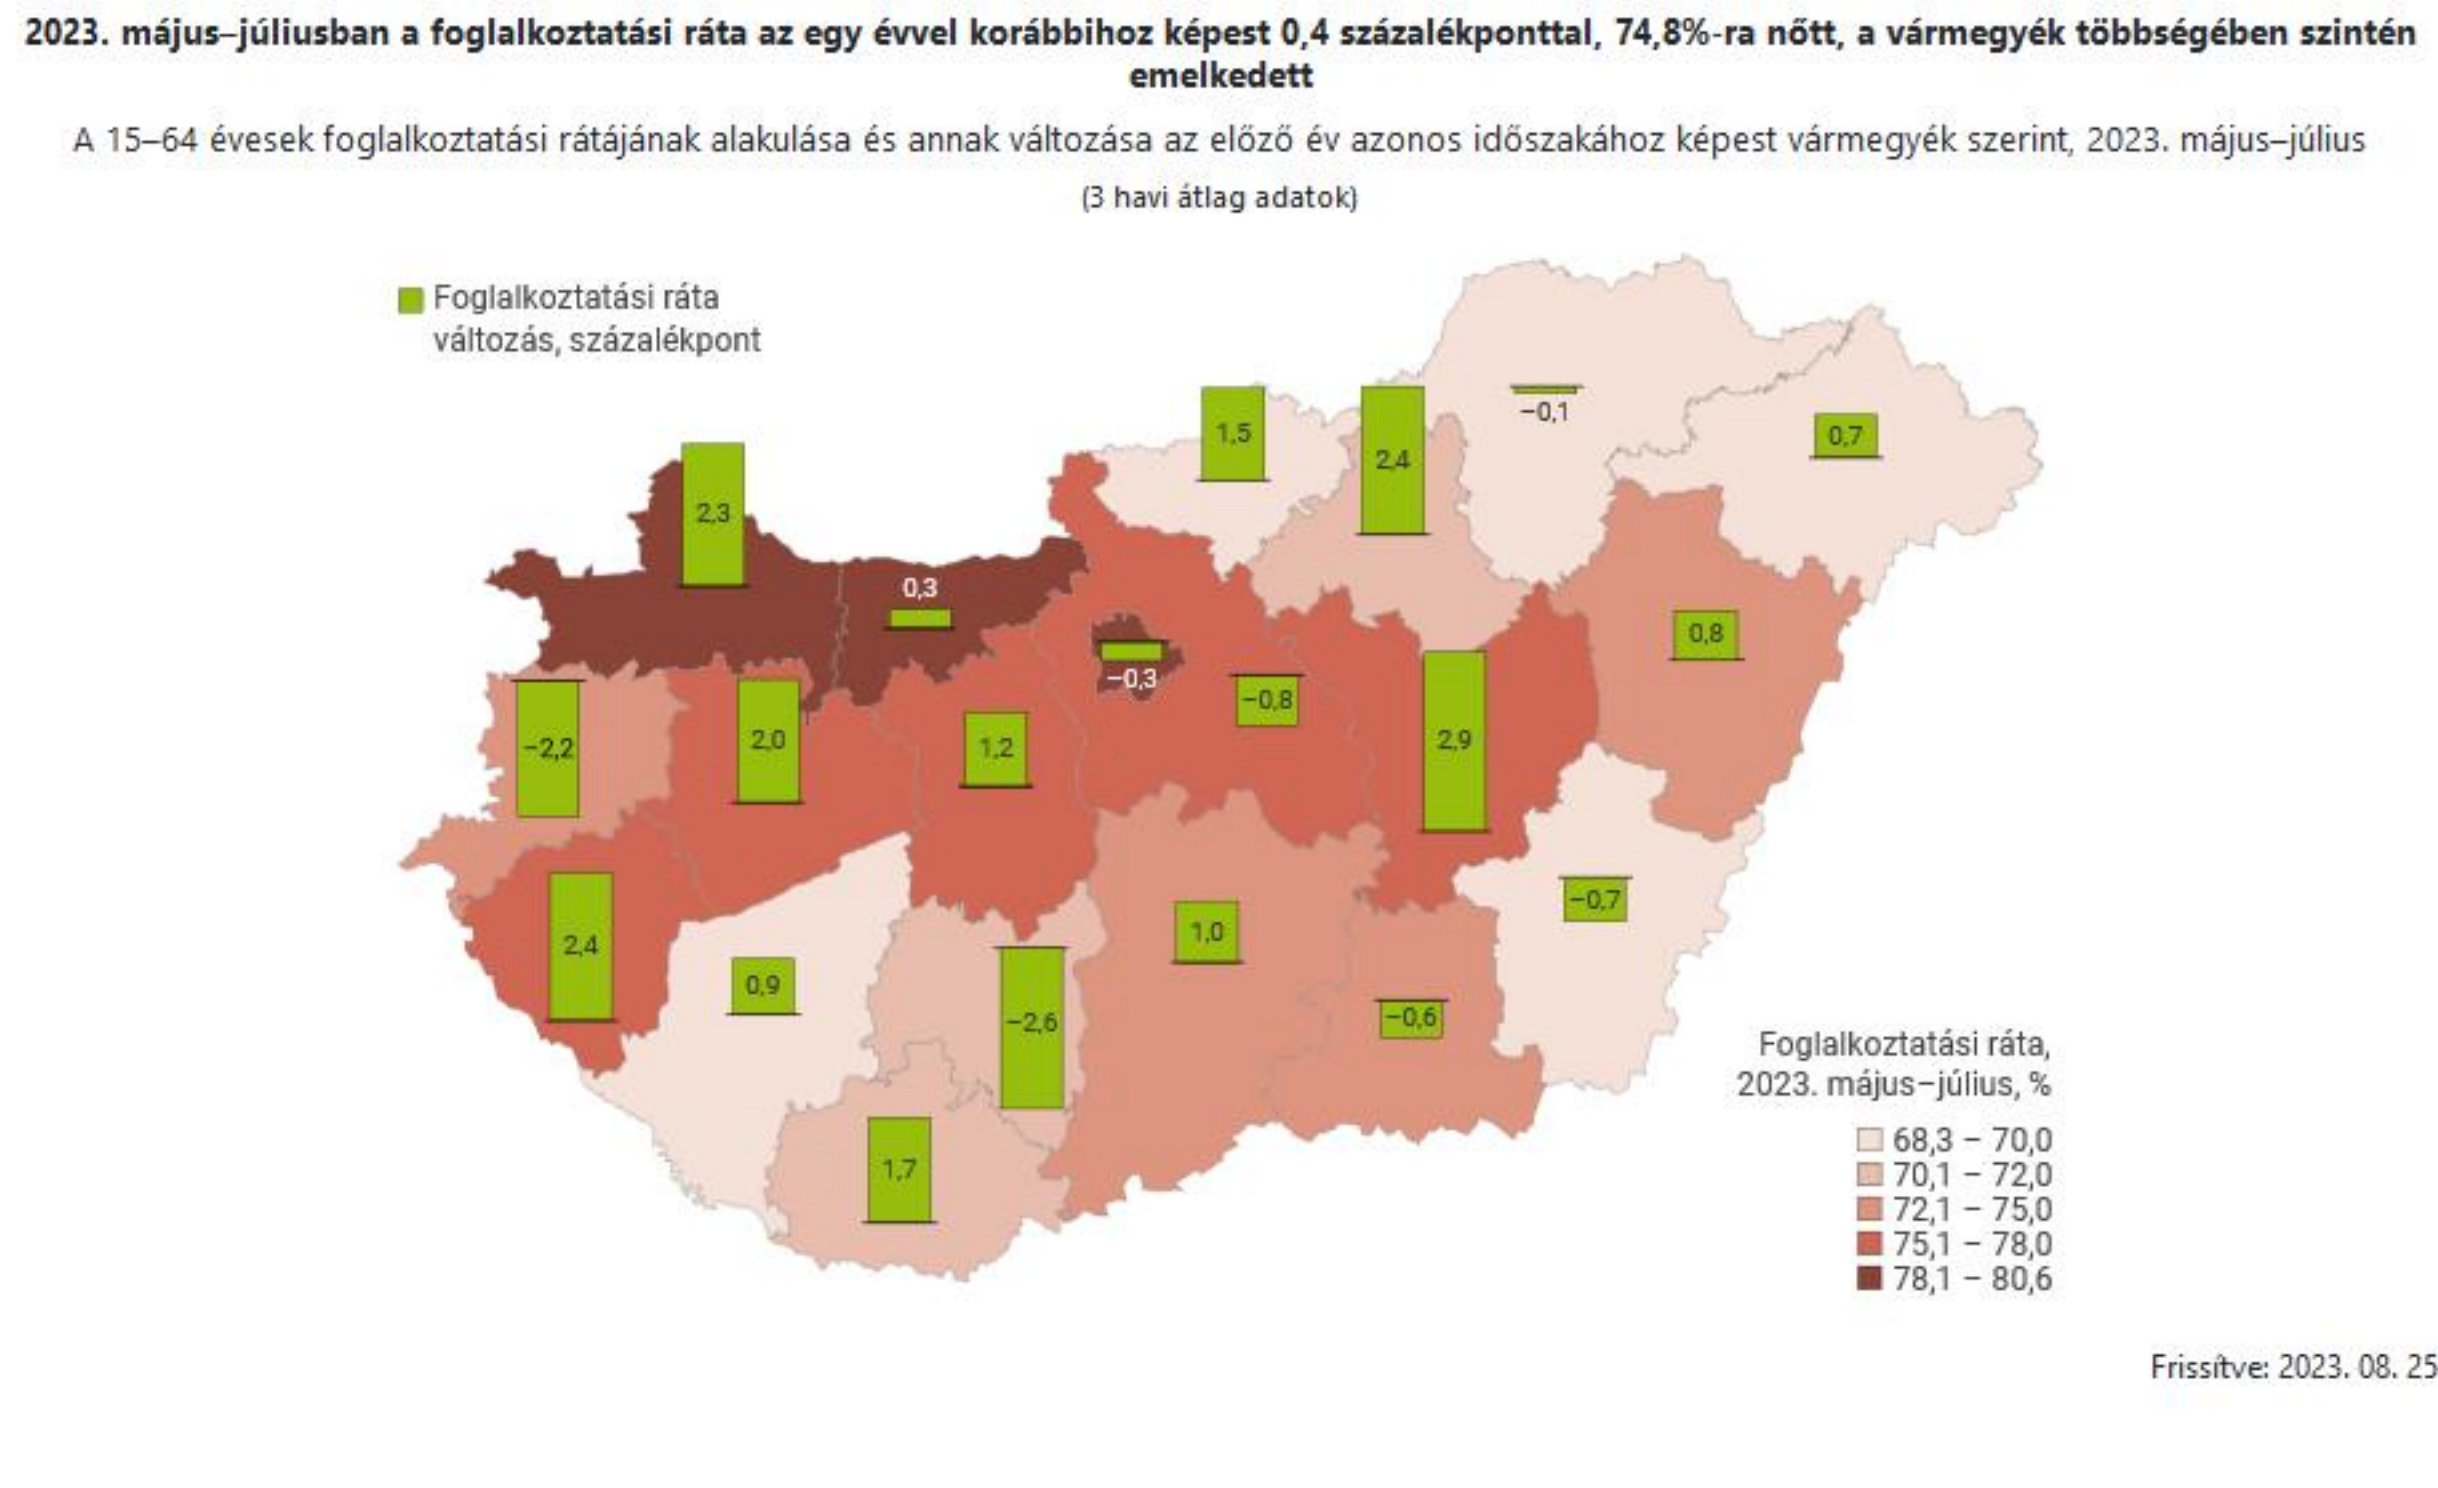 2023. május–júliusban a foglalkoztatási ráta az egy évvel korábbihoz képest 0,4 százalékponttal, 74,8%-ra nőtt, a vármegyék többségében szintén
emelkedett
A 15–64 évesek foglalkoztatási rátájának alakulása és annak változása az előző év azonos időszakához képest vármegyék szerint, 2023. május–július
(3 havi átlag adatok)
Foglalkoztatási ráta
változás, százalékpont
−0,1
1,5
0,7
2,4
2,3
0,3
0,8
−0,3
−0,8
−2,2
2,0
1,2
2,9
−0,7
1,0
2,4
0,9
−0,6
−2,6
1,7
Foglalkoztatási ráta,
2023. május–július, %
68,3 – 70,0
70,1 – 72,0
72,1 – 75,0
75,1 – 78,0
78,1 – 80,6
Frissítve: 2023. 08. 25